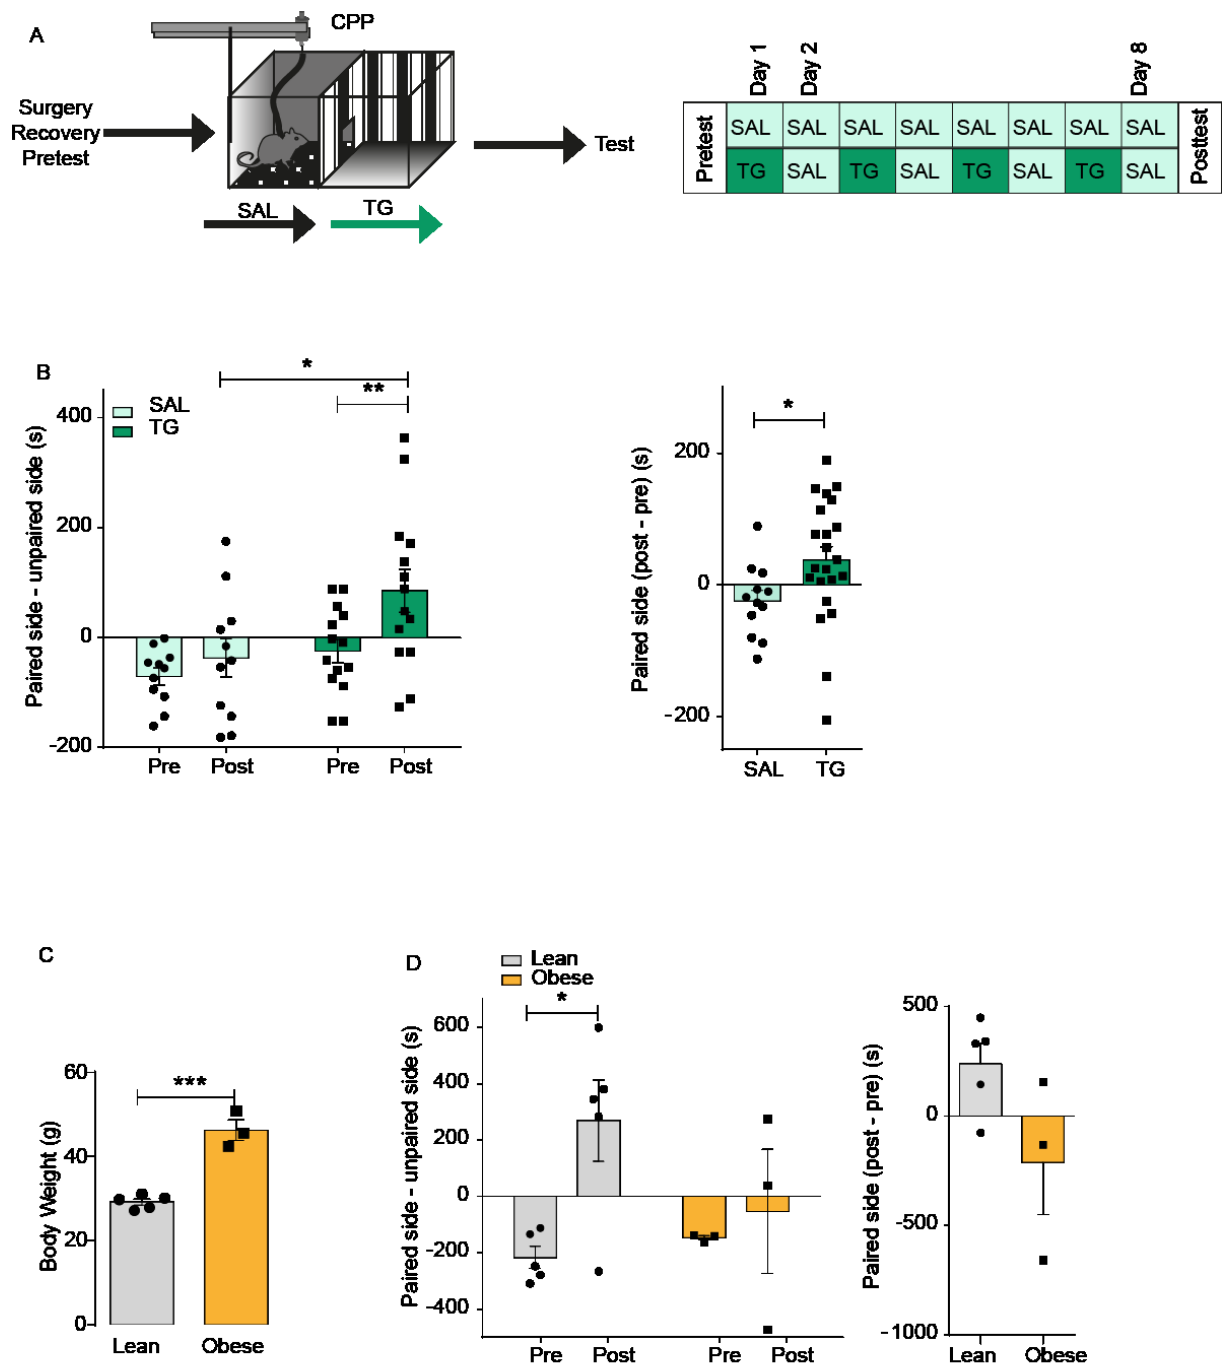 A
CPP
Surgery
Recovery
Pretest
SAL
TG
Test
Day 1
Day 2
Day 8
Pretest
SAL SAL SAL SAL SAL SAL SAL SAL
TG SAL TG SAL TG SAL TG SAL
Posttest
B
SAL
TG
*
**
Paired side - unpaired side (s)
400
200
0
-200
Pre Post Pre Post
*
Paired side (post - pre) (s)
200
0
-200
SAL TG
C
***
Body Weight (g)
60
40
20
0
Lean Obese
D
Lean
Obese
*
Paired side - unpaired side (s)
600
400
200
0
-200
-400
Pre Post Pre Post
Paired side (post - pre) (s)
500
0
-500
-1000
Lean Obese